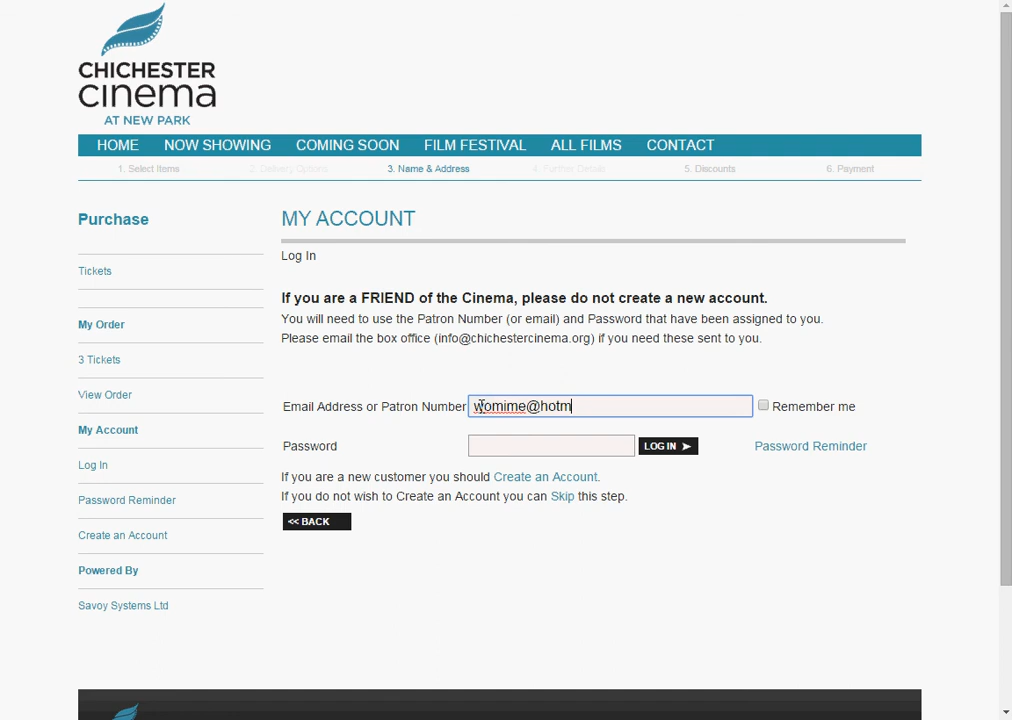 CHICHESTER
cinema
AT NEW PARK
HOME NOW SHOWING COMING SOON FILM FESTIVAL ALL FILMS CONTACT
1. Select Items 2. Delivery Options 3. Name & Address 4. Further Details 5. Discounts 6. Payment
Purchase
Tickets
My Order
3 Tickets
View Order
My Account
Log In
Password Reminder
Create an Account
Powered By
Savoy Systems Ltd
MY ACCOUNT
Log In
If you are a FRIEND of the Cinema, please do not create a new account.
You will need to use the Patron Number (or email) and Password that have been assigned to you.
Please email the box office (info@chichestercinema.org) if you need these sent to you.
Email Address or Patron Number womime@hotm Remember me
Password LOG IN Password Reminder
If you are a new customer you should Create an Account.
If you do not wish to Create an Account you can Skip this step.
<< BACK